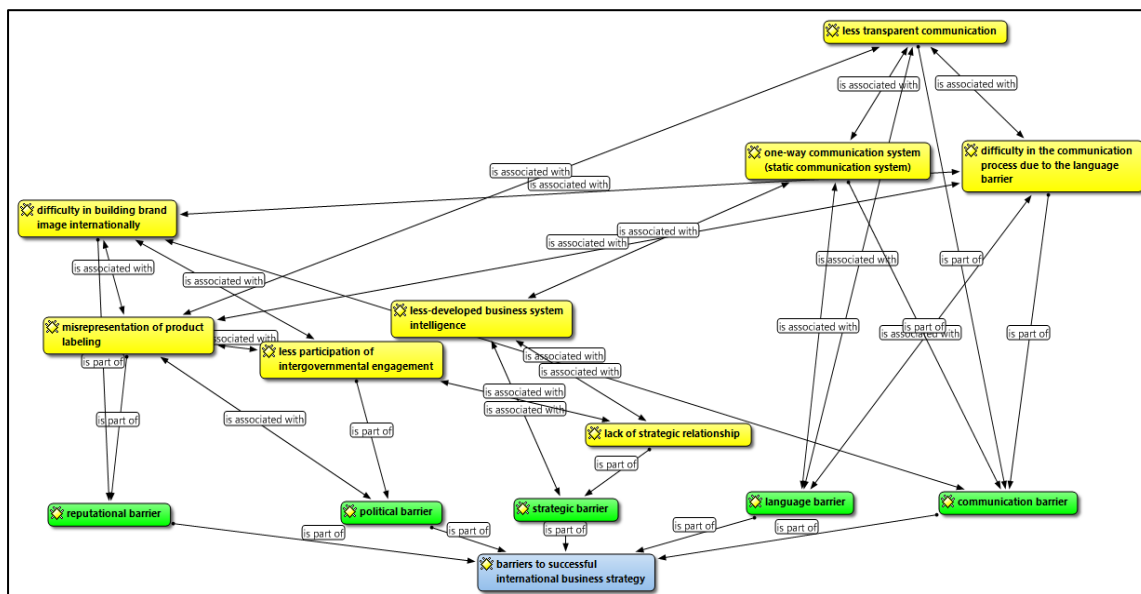 less transparent communication
is associated with
is associated with
is associated with
one-way communication system
(static communication system)
difficulty in the communication
process due to the language
barrier
is associated with
is associated with
difficulty in building brand
image internationally
is associated with
is associated with
is associated with
is associated with
is associated with
is part of
less-developed business system
intelligence
misrepresentation of product
labeling
is associated with
associated with
is part of
is part of
is part of
less participation of
intergovernmental engagement
is associated with
is associated with
is associated with
is associated with
is associated with
is part of
lack of strategic relationship
is part of
reputational barrier
political barrier
strategic barrier
language barrier
communication barrier
is part of
is part of
is part of
is part of
is part of
barriers to successful
international business strategy